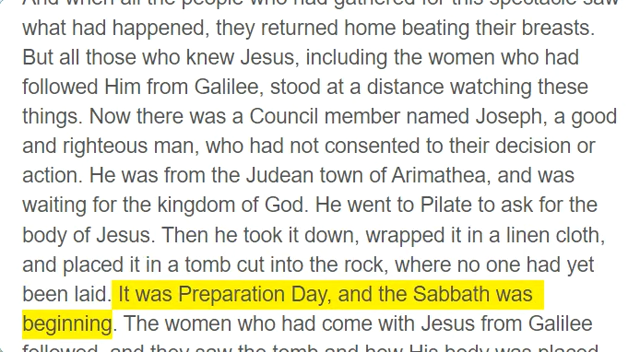 And when all the people who had gathered for this spectacle saw
what had happened, they returned home beating their breasts.
But all those who knew Jesus, including the women who had
followed Him from Galilee, stood at a distance watching these
things. Now there was a Council member named Joseph, a good
and righteous man, who had not consented to their decision or
action. He was from the Judean town of Arimathea, and was
waiting for the kingdom of God. He went to Pilate to ask for the
body of Jesus. Then he took it down, wrapped it in a linen cloth,
and placed it in a tomb cut into the rock, where no one had yet
been laid. It was Preparation Day, and the Sabbath was
beginning. The women who had come with Jesus from Galilee
followed, and they saw the tomb and how His body was placed